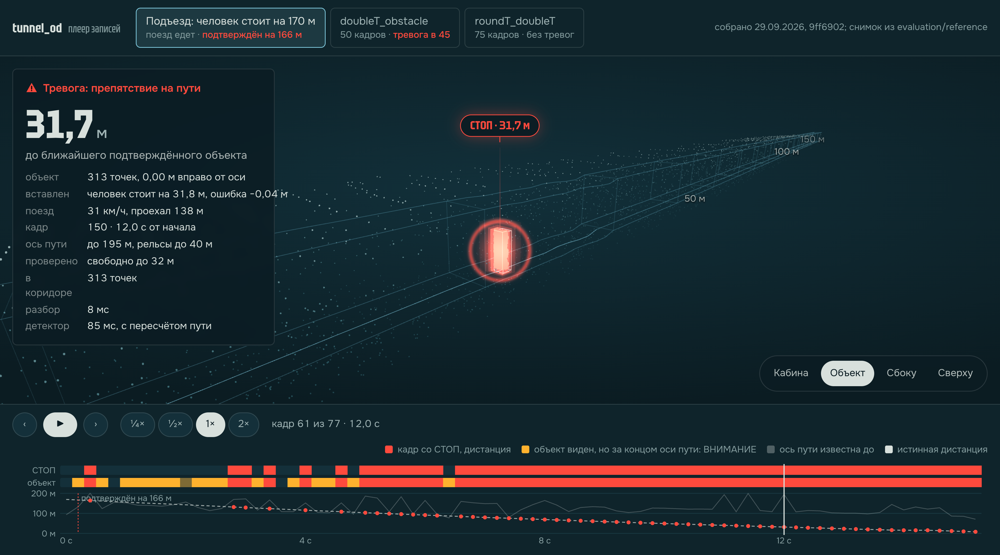 tunnel_od плеер записей
Подъезд: человек стоит на 170 м
поезд едет · подтверждён на 166 м
doubleT_obstacle
50 кадров · тревога в 45
roundT_doubleT
75 кадров · без тревог
собрано 29.09.2026, 9ff6902; снимок из evaluation/reference
Тревога: препятствие на пути
31,7 м
до ближайшего подтверждённого объекта
объект 313 точек, 0,00 м вправо от оси
вставлен человек стоит на 31,8 м, ошибка −0,04 м
поезд 31 км/ч, проехал 138 м
кадр 150 · 12,0 с от начала
ось пути до 195 м, рельсы до 40 м
проверено свободно до 32 м
в 313 точек
коридоре
разбор 8 мс
детектор 85 мс, с пересчётом пути
СТОП · 31,7 м
150 м
100 м
50 м
Кабина Объект Сбоку Сверху
‹ › ¼× ½× 1× 2× кадр 61 из 77 · 12,0 с
кадр со СТОП, дистанция объект виден, но за концом оси пути: ВНИМАНИЕ ось пути известна до истинная дистанция
СТОП
объект
200 м
подтверждён на 166 м
100 м
0 м
0 с 4 с 8 с 12 с